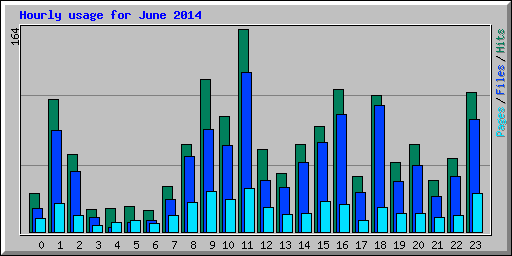 Hourly usage for June 2014
164
Pages / Files / Hits
0 1 2 3 4 5 6 7 8 9 10 11 12 13 14 15 16 17 18 19 20 21 22 23